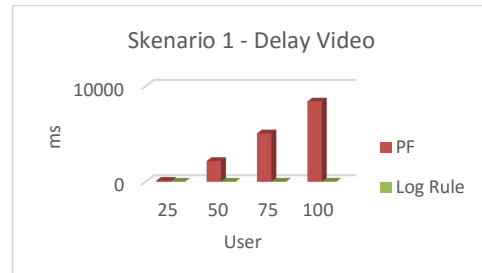 Skenario 1 - Delay Video
10000
ms
0
25 50 75 100
User
PF
Log Rule